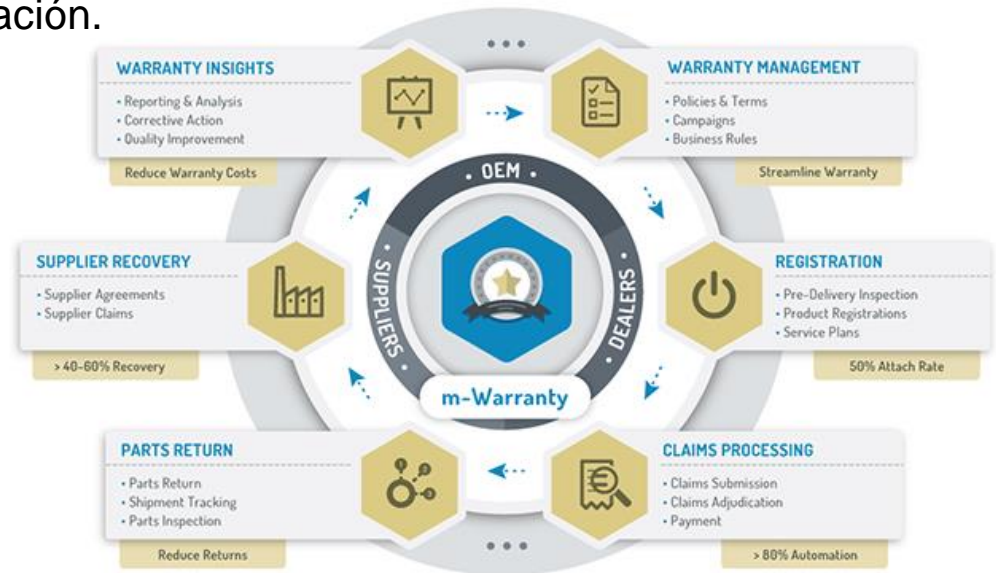 ación.
WARRANTY INSIGHTS
• Reporting & Analysis
• Corrective Action
• Quality Improvement
Reduce Warranty Costs
WARRANTY MANAGEMENT
• Policies & Terms
• Campaigns
• Business Rules
Streamline Warranty
• OEM •
SUPPLIER RECOVERY
• Supplier Agreements
• Supplier Claims
> 40-60% Recovery
• SUPPLIERS •
• DEALERS •
REGISTRATION
• Pre-Delivery Inspection
• Product Registrations
• Service Plans
50% Attach Rate
m-Warranty
PARTS RETURN
• Parts Return
• Shipment Tracking
• Parts Inspection
Reduce Returns
CLAIMS PROCESSING
• Claims Submission
• Claims Adjudication
• Payment
> 80% Automation